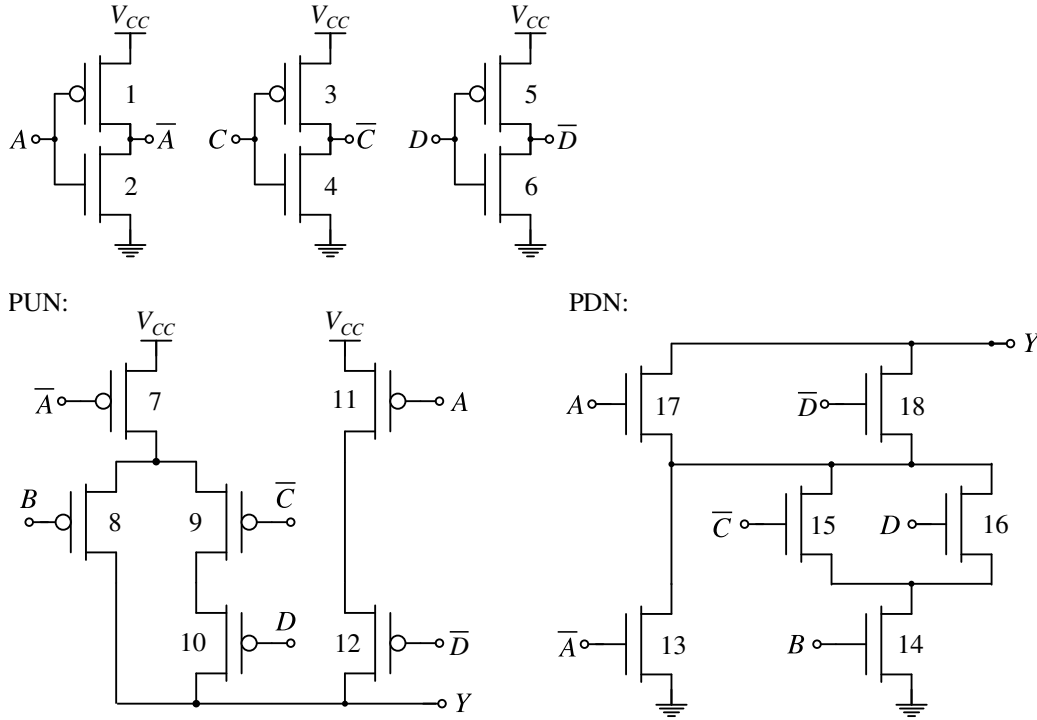 V_CC V_CC V_CC
1 3 5
A A̅ C C̅ D D̅
2 4 6
PUN: PDN:
V_CC V_CC
Y
A̅ 7 11 A A 17 D̅ 18
B 8 9 C̅ C̅ 15 D 16
10 D 12 D̅ A̅ 13 B 14
Y